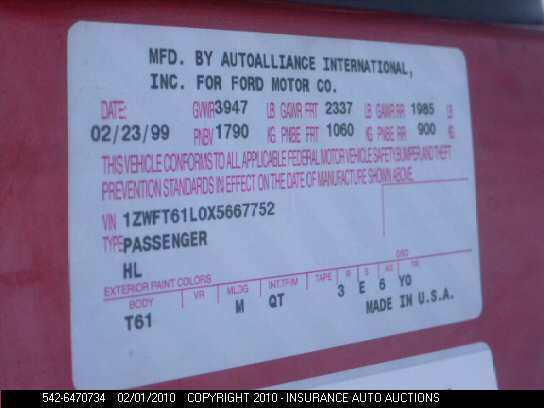 MFD. BY AUTOALLIANCE INTERNATIONAL,
INC. FOR FORD MOTOR CO.
DATE: GVWR 3947 LB GAWR FRT 2337 LB GAWR RR 1985 LB
02/23/99 PNBV 1790 KG PNBE FRT 1060 KG PNBE RR 900 KG
THIS VEHICLE CONFORMS TO ALL APPLICABLE FEDERAL MOTOR VEHICLE SAFETY, BUMPER, AND THEFT
PREVENTION STANDARDS IN EFFECT ON THE DATE OF MANUFACTURE SHOWN ABOVE.
VIN 1ZWFT61L0X5667752
TYPE PASSENGER
HL DSO
EXTERIOR PAINT COLORS
BODY VR MLDG INT.TRIM TAPE R S AX TR
T61 M QT 3 E 6 YO
MADE IN U.S.A.
542-6470734 02/01/2010 COPYRIGHT 2010 - INSURANCE AUTO AUCTIONS